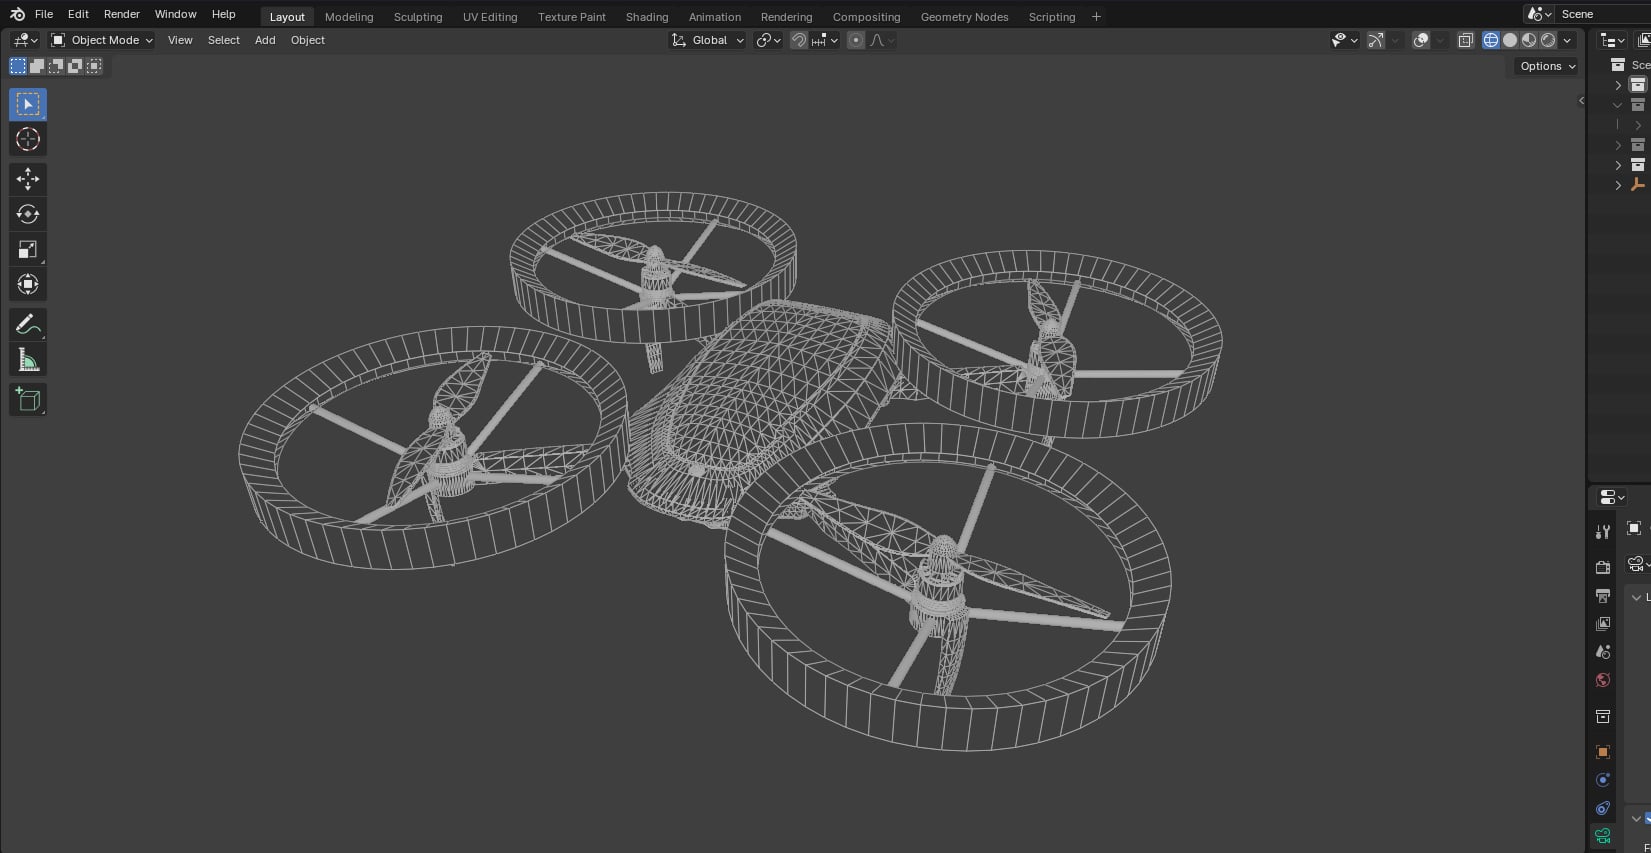 File Edit Render Window Help Layout Modeling Sculpting UV Editing Texture Paint Shading Animation Rendering Compositing Geometry Nodes Scripting + Scene
Object Mode View Select Add Object Global
Options
Sce
L
F